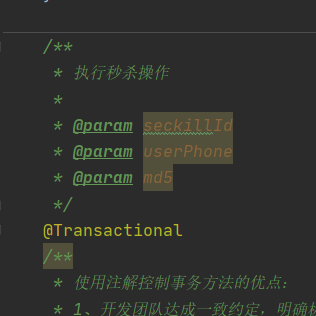 /**
* 执行秒杀操作
*
* @param seckillId
* @param userPhone
* @param md5
*/
@Transactional
/**
* 使用注解控制事务方法的优点：
* 1、开发团队达成一致约定，明确标